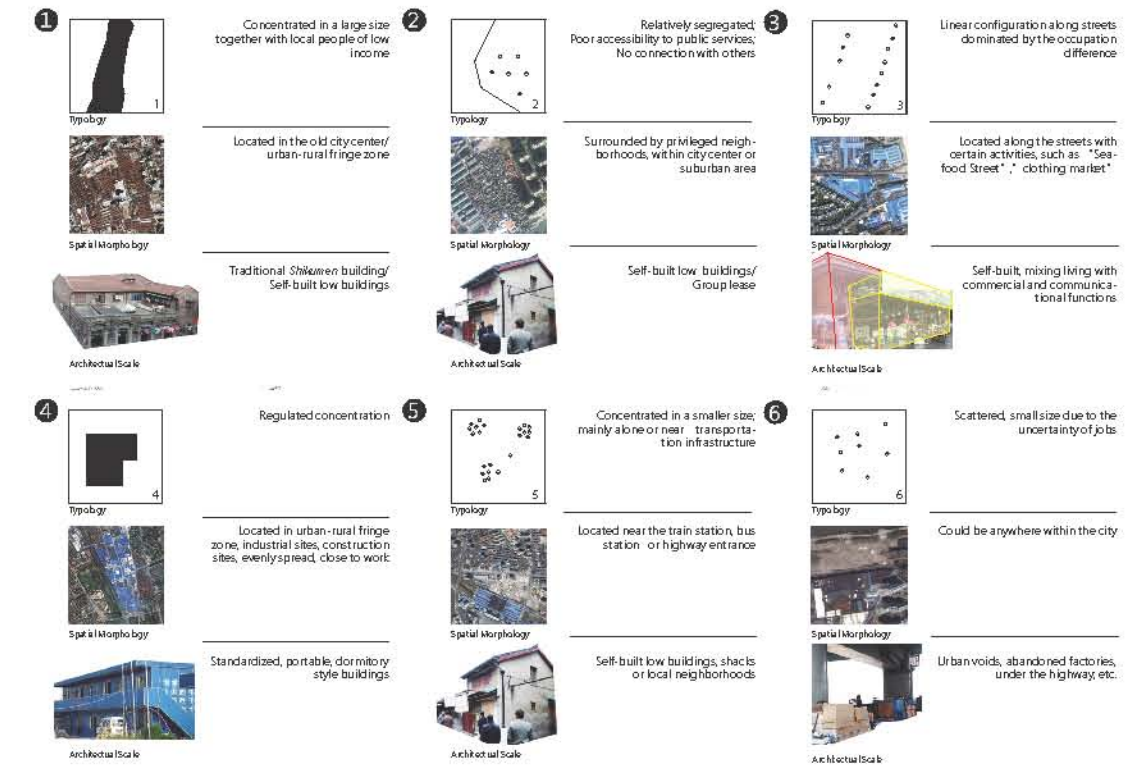 1
Concentrated in a large size
together with local people of low
income
1
Typology
Located in the old city center/
urban-rural fringe zone
Spatial Morphology
Traditional Shikumen building/
Self-built low buildings
Architectual Scale
2
Relatively segregated;
Poor accessibility to public services;
No connection with others
2
Typology
Surrounded by privileged neigh-
borhoods, within city center or
suburban area
Spatial Morphology
Self-built low buildings/
Group lease
Architectual Scale
3
Linear configuration along streets
dominated by the occupation
difference
3
Typology
Located along the streets with
certain activities, such as "Sea-
food Street"," clothing market"
Spatial Morphology
Self-built, mixing living with
commercial and communica-
tional functions
Architectual Scale
4
Regulated concentration
4
Typology
Located in urban-rural fringe
zone, industrial sites, construction
sites, evenly spread, close to work
Spatial Morphology
Standardized, portable, dormitory
style buildings
Architectual Scale
5
Concentrated in a smaller size;
mainly alone or near transporta-
tion infrastructure
5
Typology
Located near the train station, bus
station or highway entrance
Spatial Morphology
Self-built low buildings, shacks
or local neighborhoods
Architectual Scale
6
Scattered, small size due to the
uncertainty of jobs
6
Typology
Could be anywhere within the city
Spatial Morphology
Urban voids, abandoned factories,
under the highway, etc.
Architectual Scale